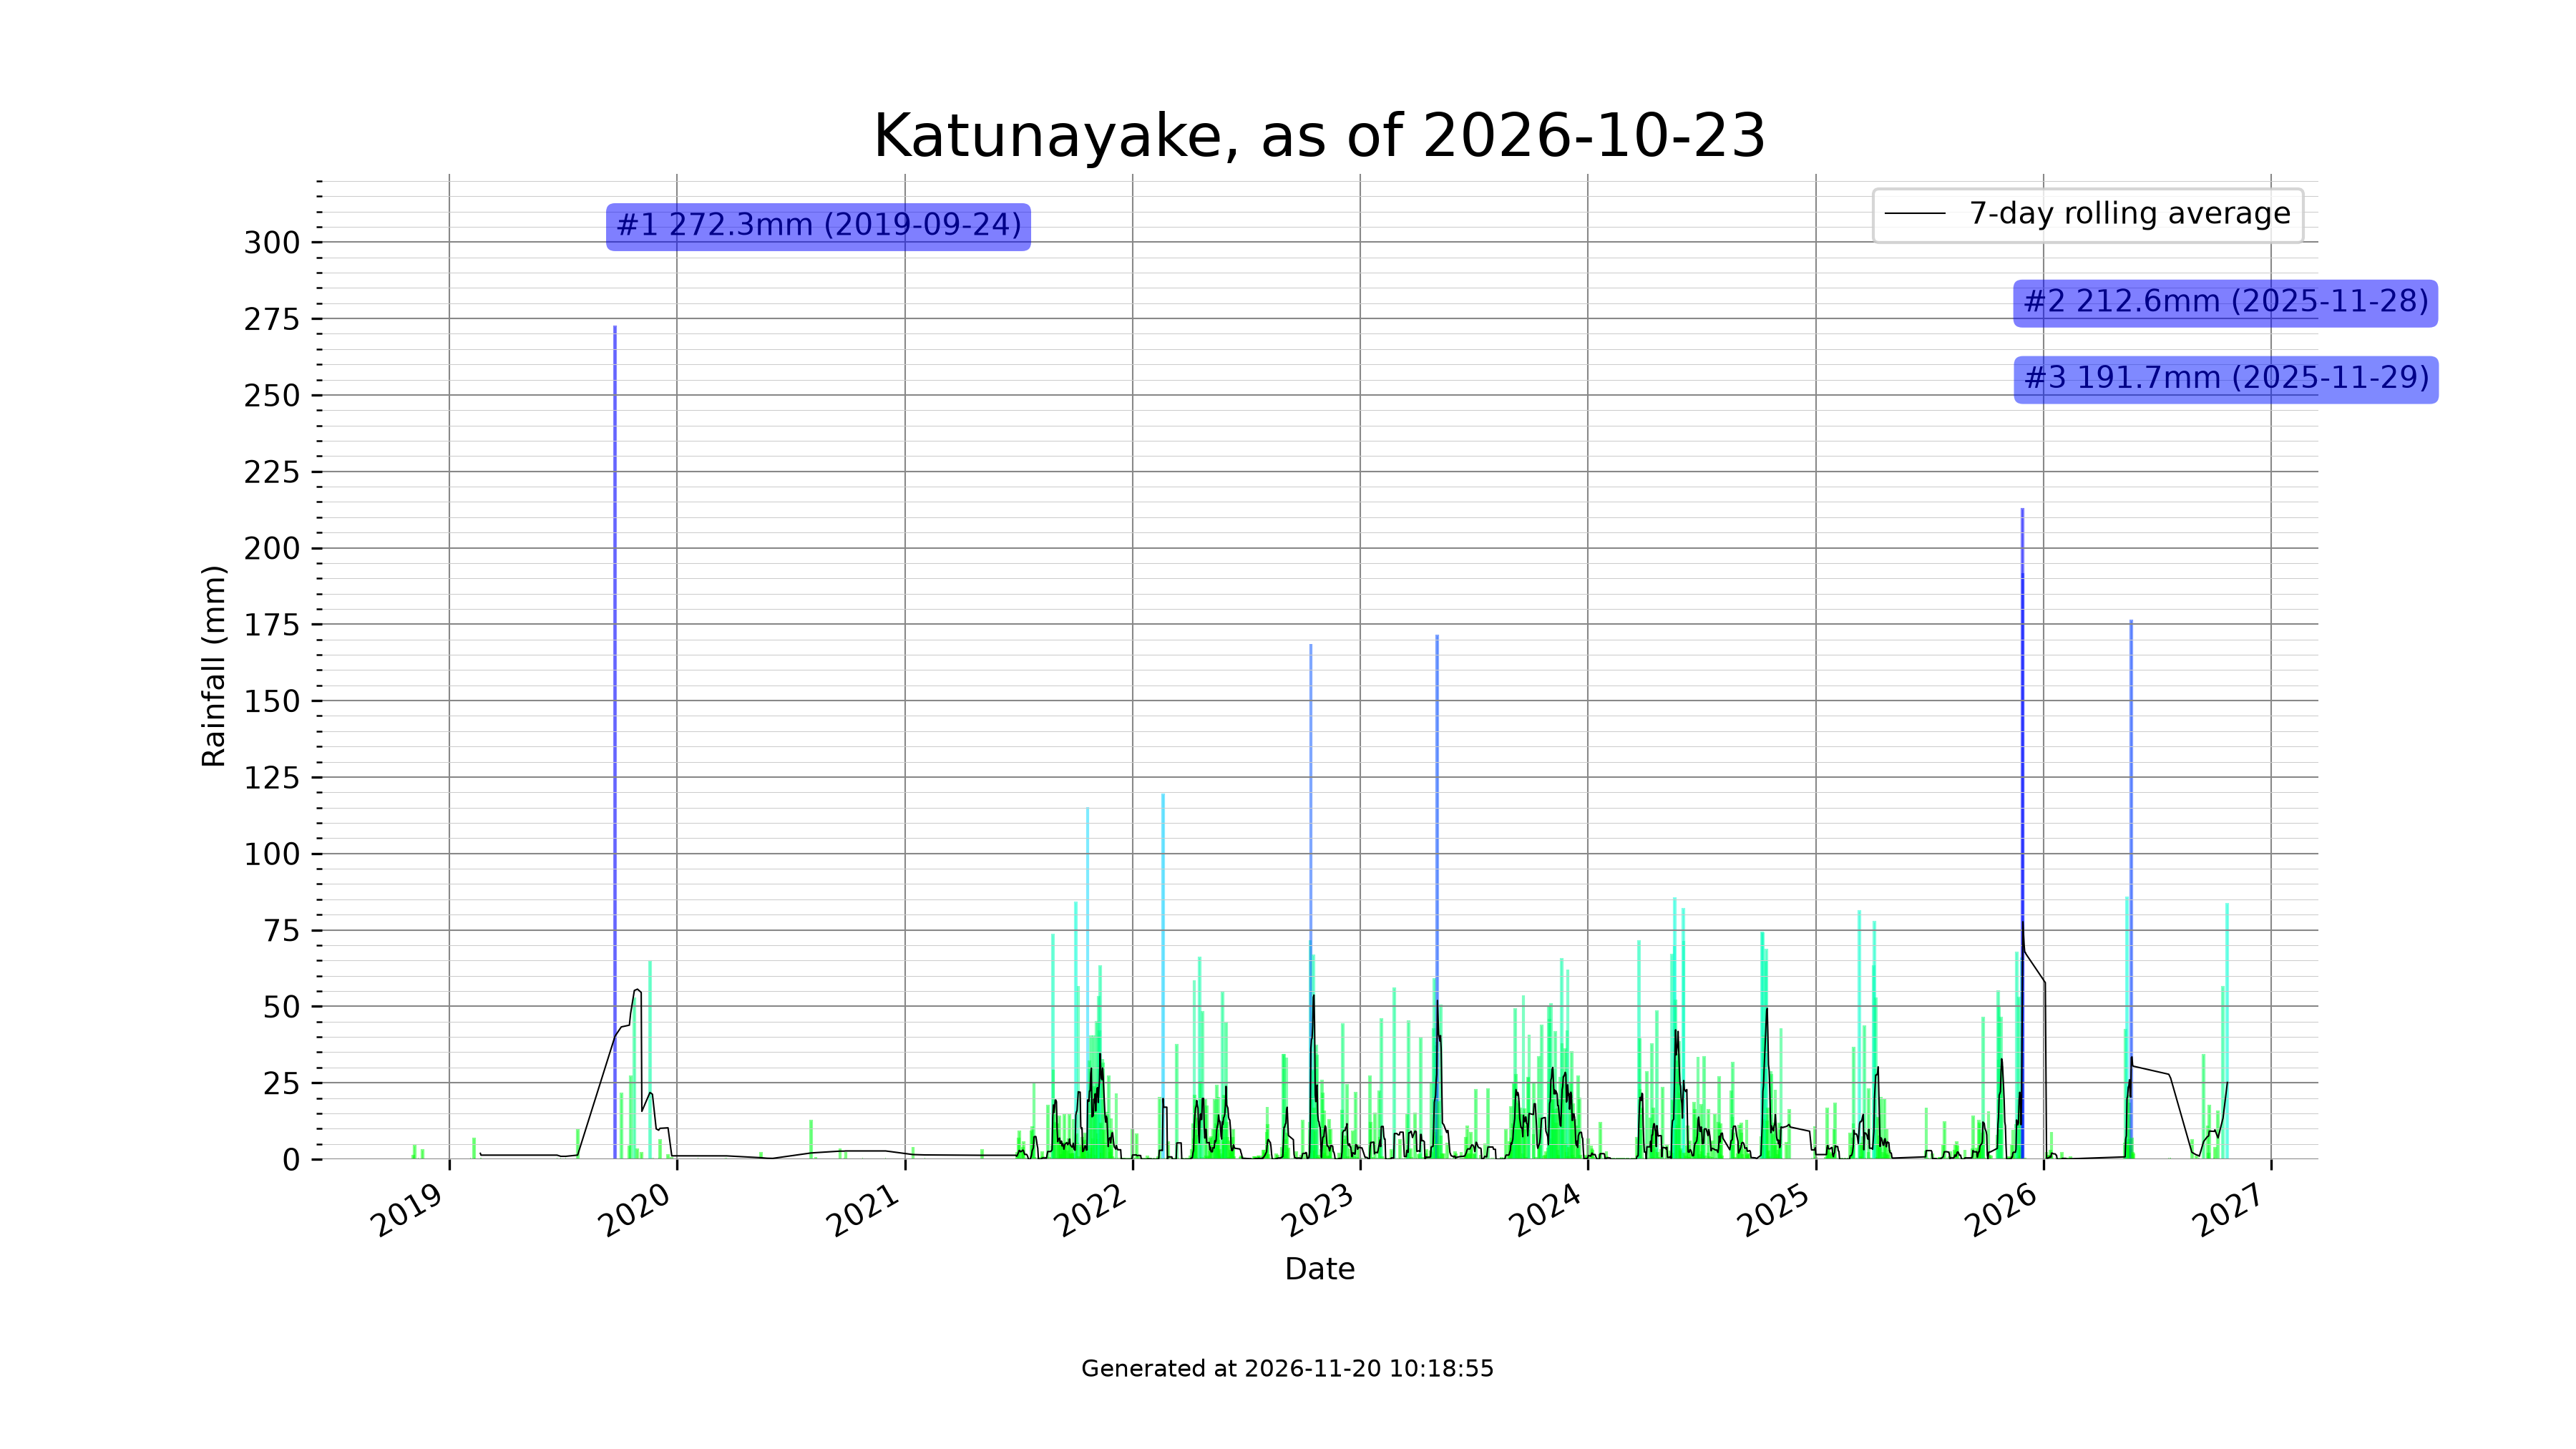 Katunayake, as of 2026-10-23
7-day rolling average
#1 272.3mm (2019-09-24)
#2 212.6mm (2025-11-28)
#3 191.7mm (2025-11-29)
Rainfall (mm)
300
275
250
225
200
175
150
125
100
75
50
25
0
2019
2020
2021
2022
2023
2024
2025
2026
2027
Date
Generated at 2026-11-20 10:18:55